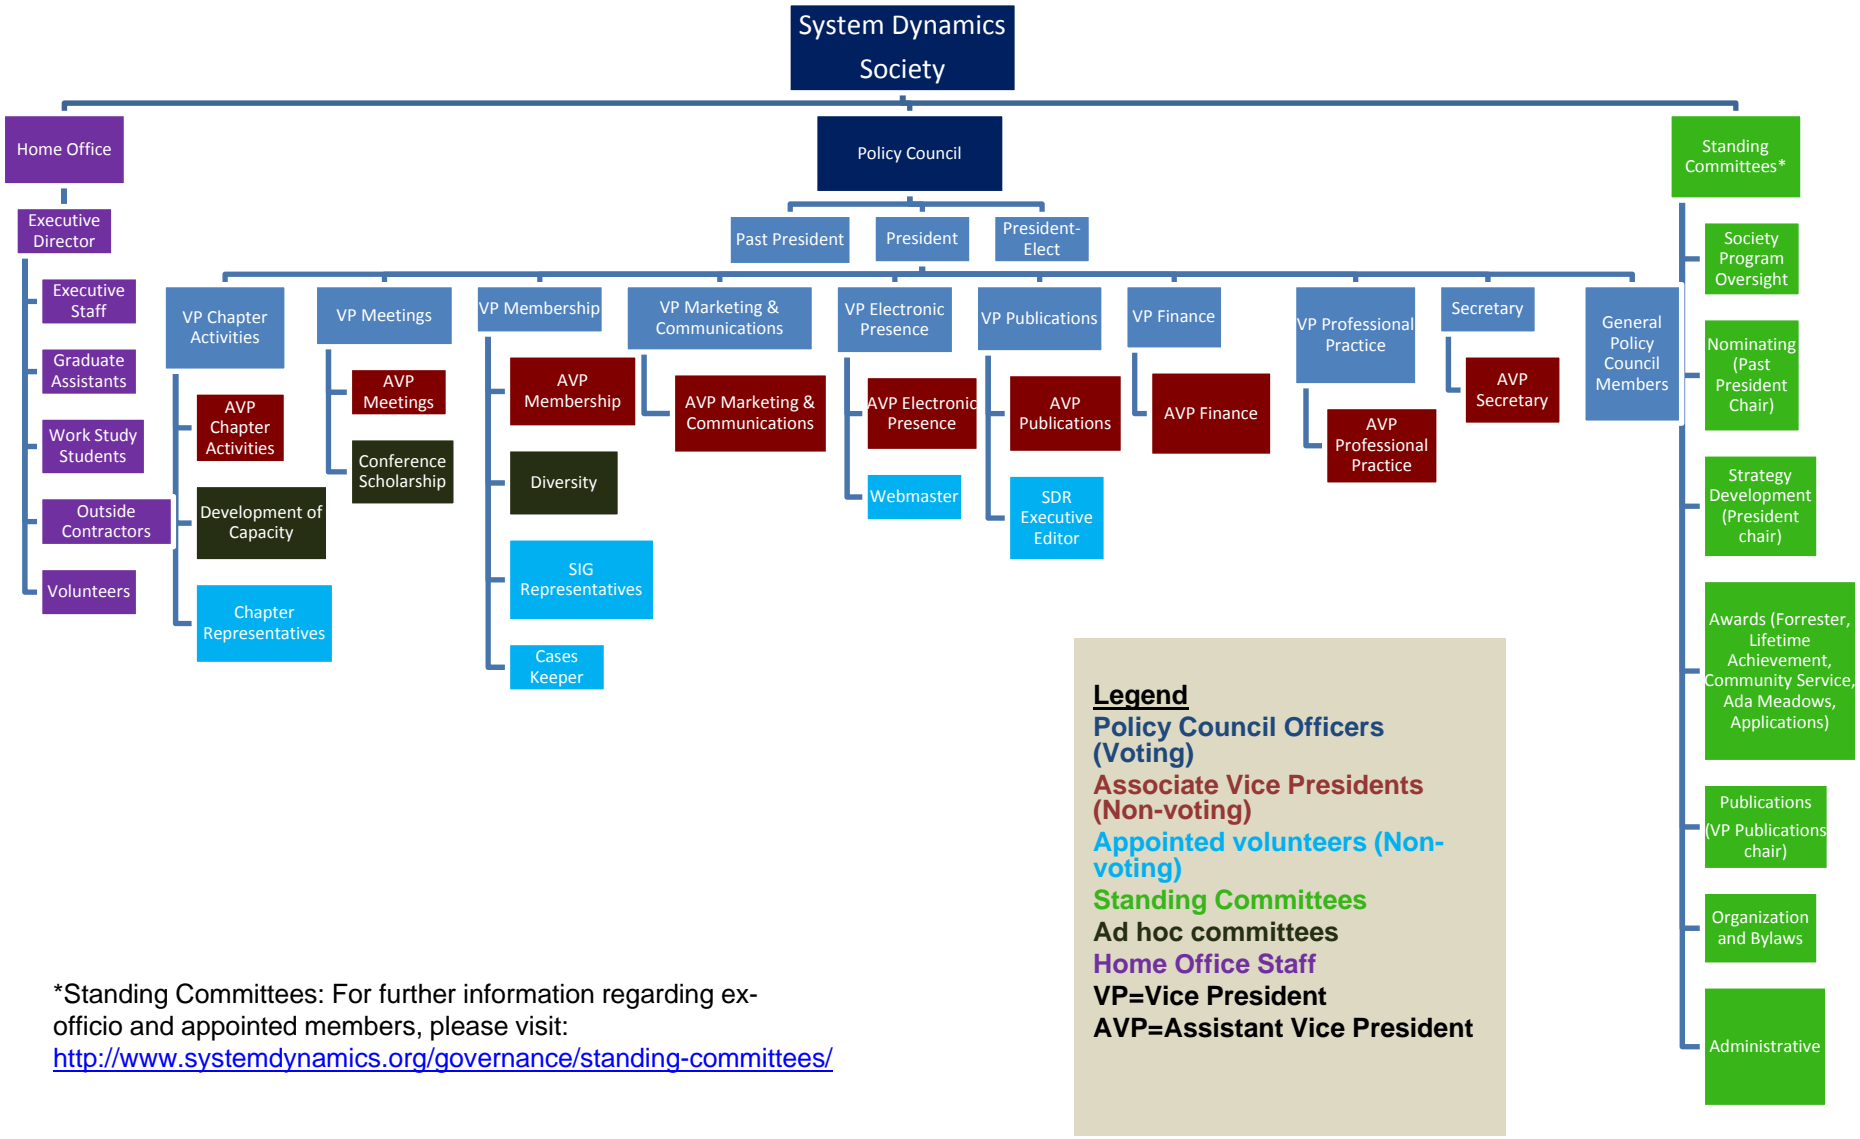 System Dynamics
Society
Home Office
Policy Council
Standing
Committees*
Executive
Director
Executive
Staff
Graduate
Assistants
Work Study
Students
Outside
Contractors
Volunteers
Past President
President
President-
Elect
VP Chapter
Activities
AVP
Chapter
Activities
Development of
Capacity
Chapter
Representatives
VP Meetings
AVP
Meetings
Conference
Scholarship
VP Membership
AVP
Membership
Diversity
SIG
Representatives
Cases
Keeper
VP Marketing &
Communications
AVP Marketing &
Communications
VP Electronic
Presence
AVP Electronic
Presence
Webmaster
VP Publications
AVP
Publications
SDR
Executive
Editor
VP Finance
AVP Finance
VP Professional
Practice
AVP
Professional
Practice
Secretary
AVP
Secretary
General
Policy
Council
Members
Society
Program
Oversight
Nominating
(Past
President
Chair)
Strategy
Development
(President
chair)
Awards (Forrester,
Lifetime
Achievement,
Community Service,
Ada Meadows,
Applications)
Publications
(VP Publications
chair)
Organization
and Bylaws
Administrative
Legend
Policy Council Officers
(Voting)
Associate Vice Presidents
(Non-voting)
Appointed volunteers (Non-
voting)
Standing Committees
Ad hoc committees
Home Office Staff
VP=Vice President
AVP=Assistant Vice President
*Standing Committees: For further information regarding ex-
officio and appointed members, please visit:
http://www.systemdynamics.org/governance/standing-committees/